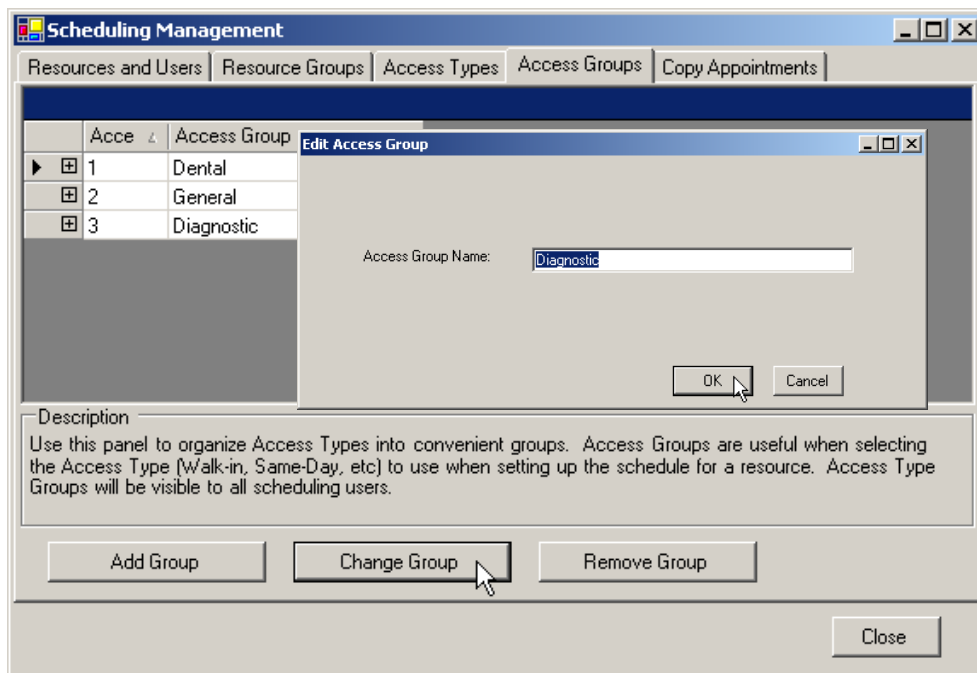 Scheduling Management
Resources and Users Resource Groups Access Types Access Groups Copy Appointments
Acce Access Group
1 Dental
2 General
3 Diagnostic
Edit Access Group
Access Group Name: Diagnostic
OK Cancel
Description
Use this panel to organize Access Types into convenient groups. Access Groups are useful when selecting
the Access Type (Walk-in, Same-Day, etc) to use when setting up the schedule for a resource. Access Type
Groups will be visible to all scheduling users.
Add Group Change Group Remove Group
Close